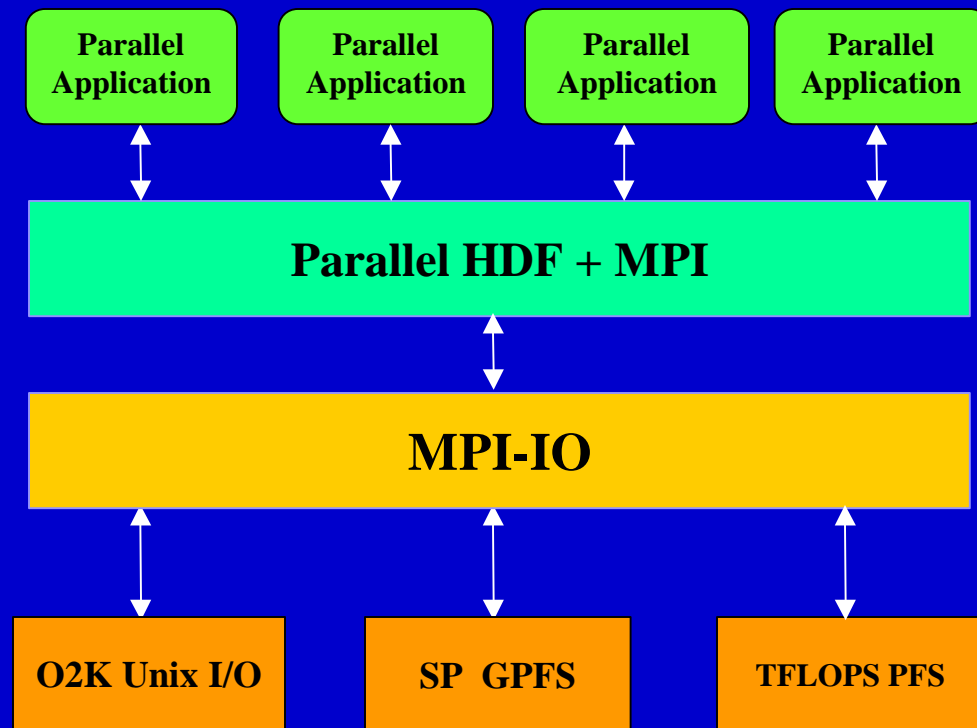 Parallel
Application
Parallel
Application
Parallel
Application
Parallel
Application
Parallel HDF + MPI
MPI-IO
O2K Unix I/O
SP GPFS
TFLOPS PFS